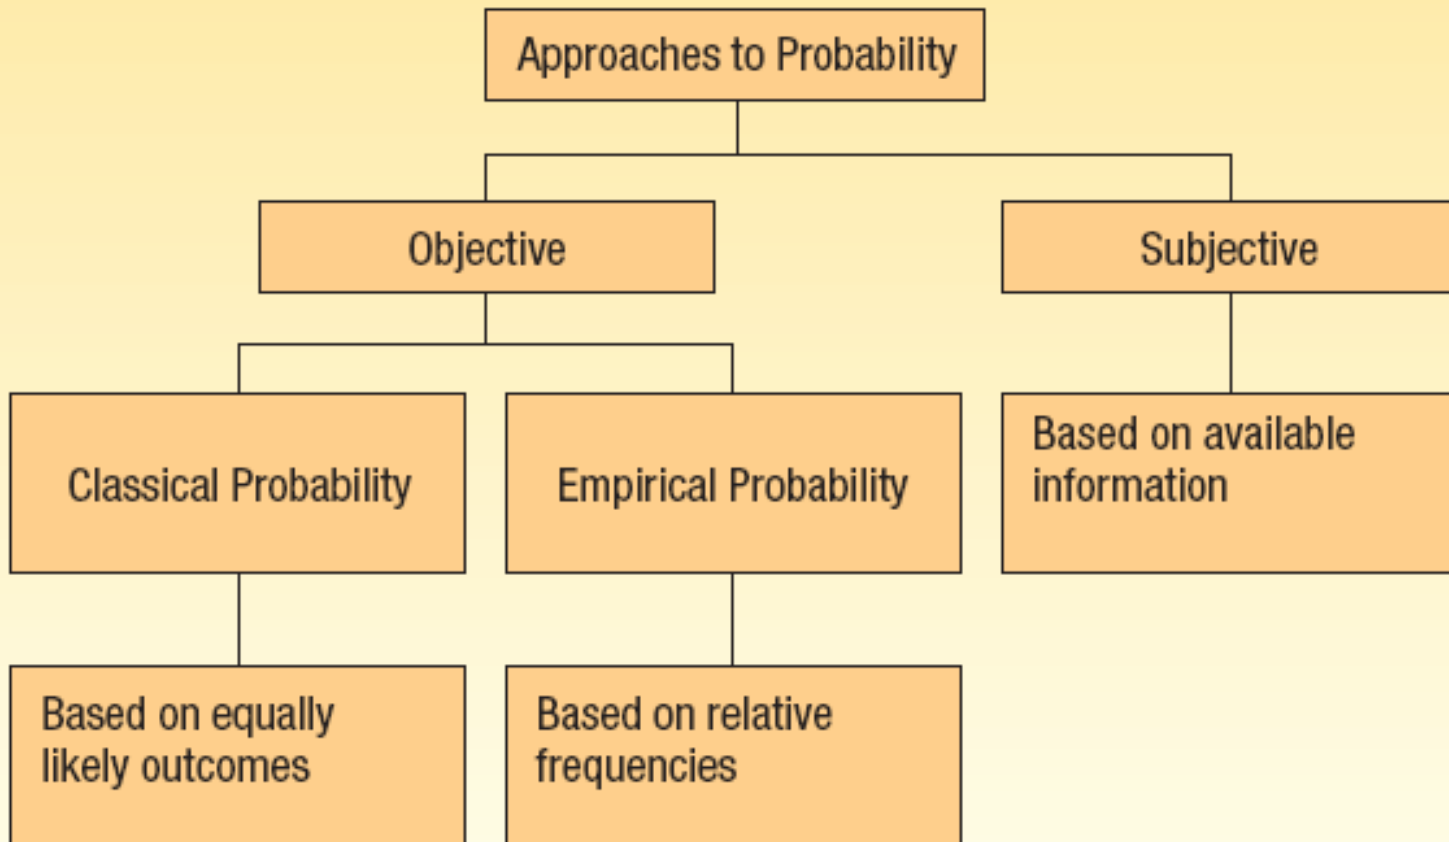 Approaches to Probability
Objective
Subjective
Classical Probability
Empirical Probability
Based on available
information
Based on equally
likely outcomes
Based on relative
frequencies